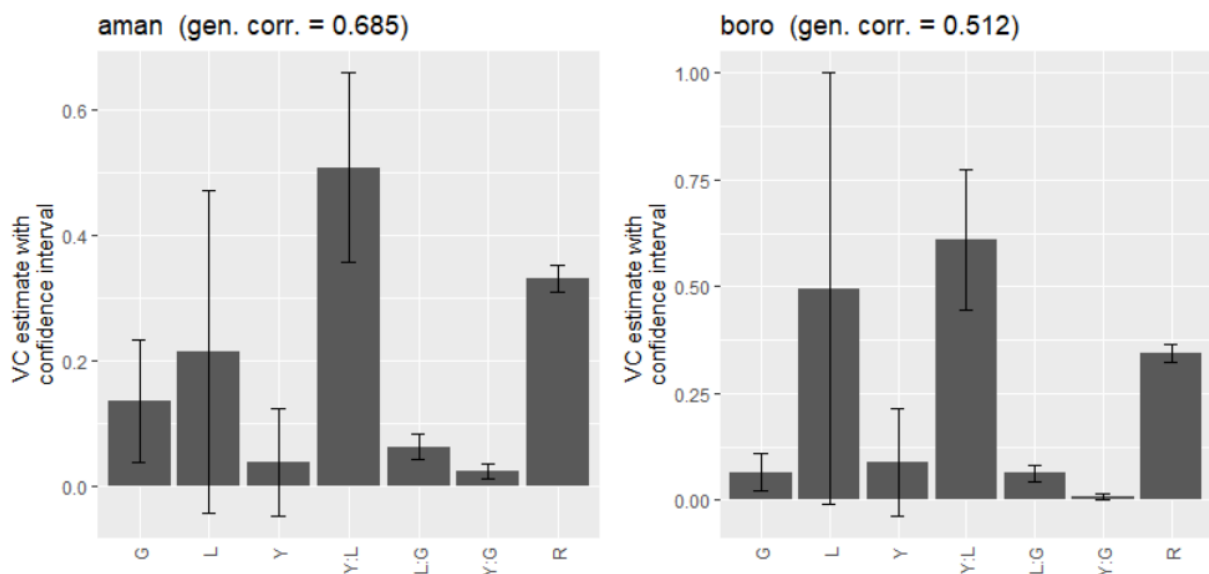 aman  (gen. corr. = 0.685)
VC estimate with
confidence interval
0.6
0.4
0.2
0.0
G
L
Y
Y:L
L:G
Y:G
R
boro  (gen. corr. = 0.512)
VC estimate with
confidence interval
1.00
0.75
0.50
0.25
0.00
G
L
Y
Y:L
L:G
Y:G
R